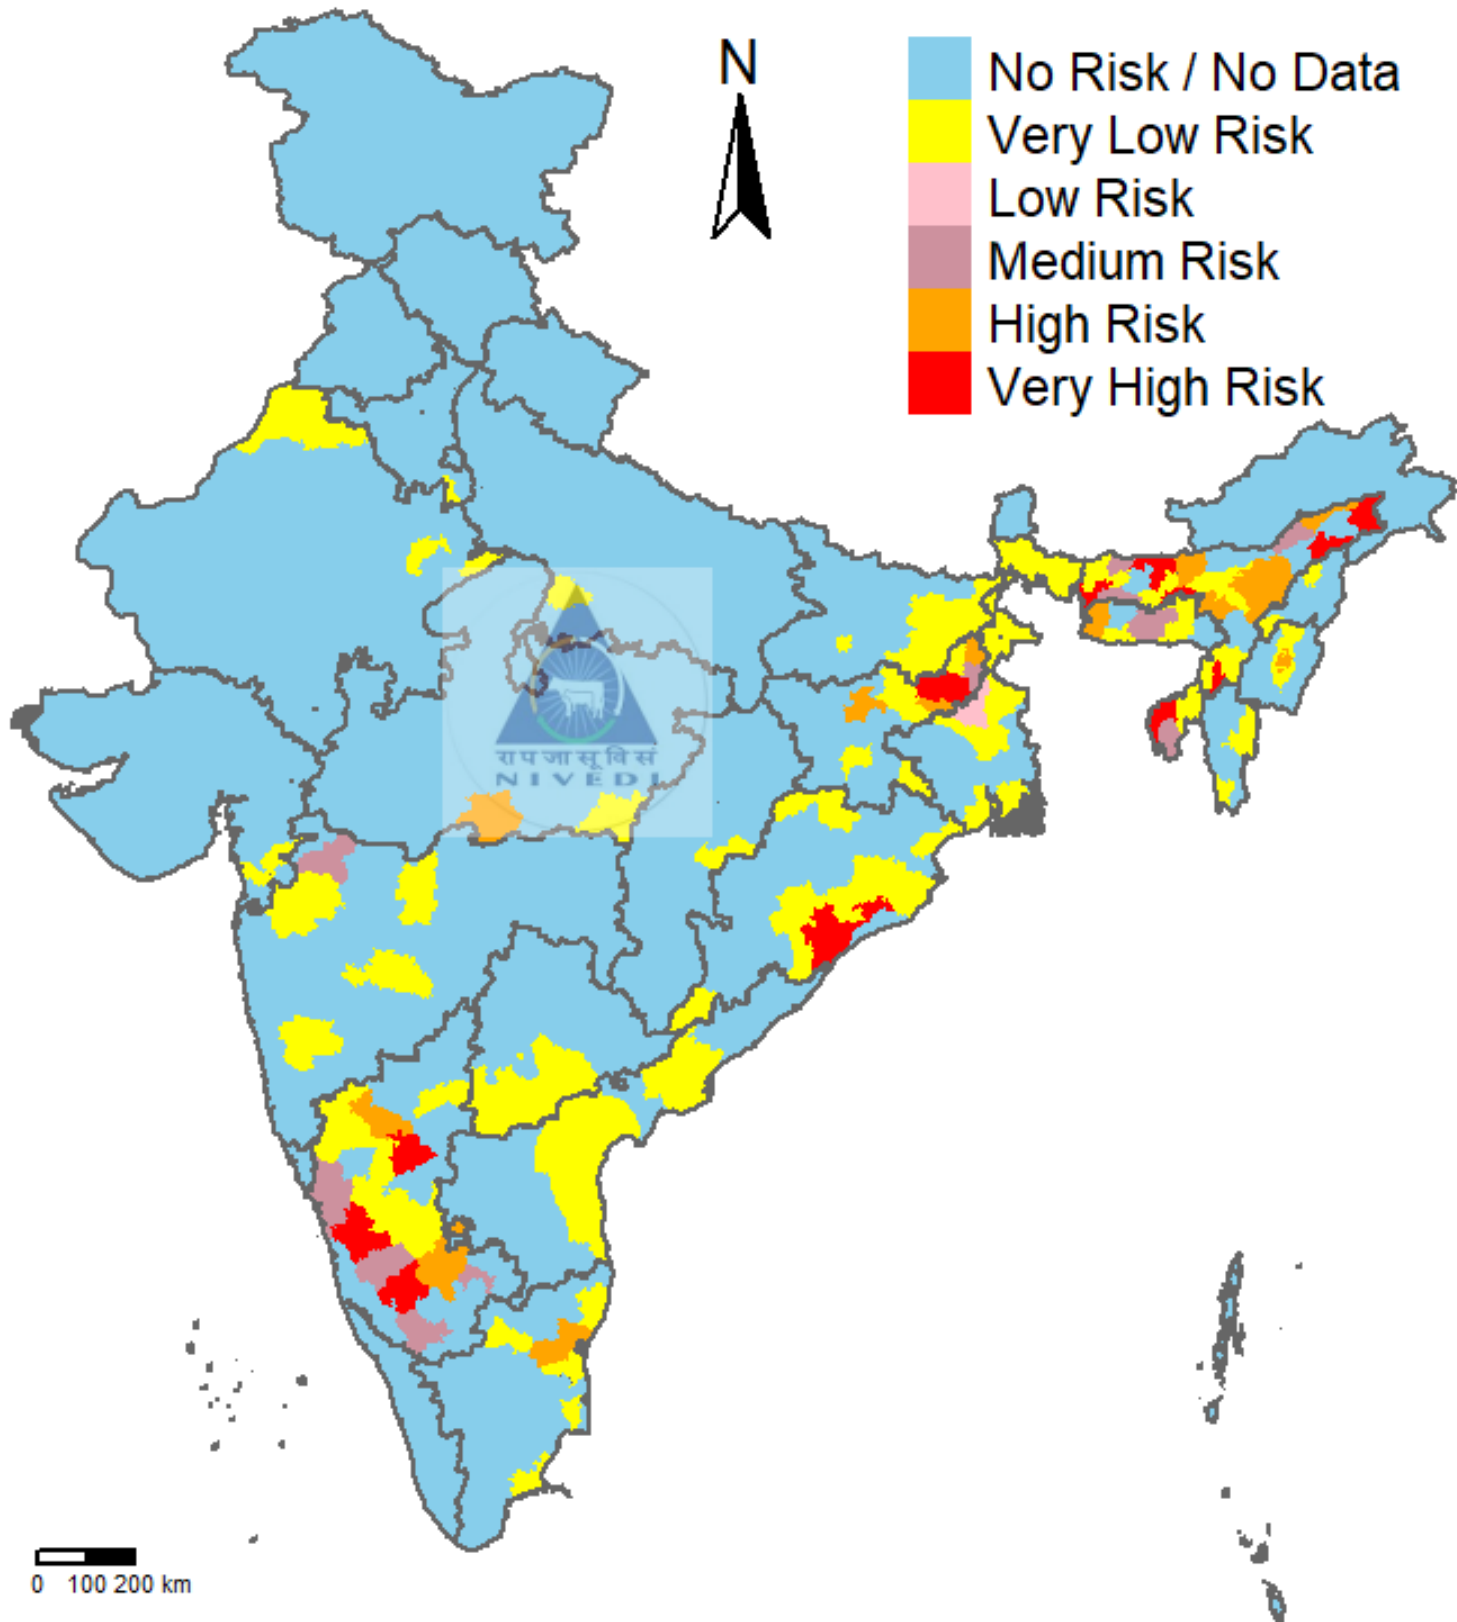 N
No Risk / No Data
Very Low Risk
Low Risk
Medium Risk
High Risk
Very High Risk
रा प जा सू वि सं
NIVEDI
0 100 200 km